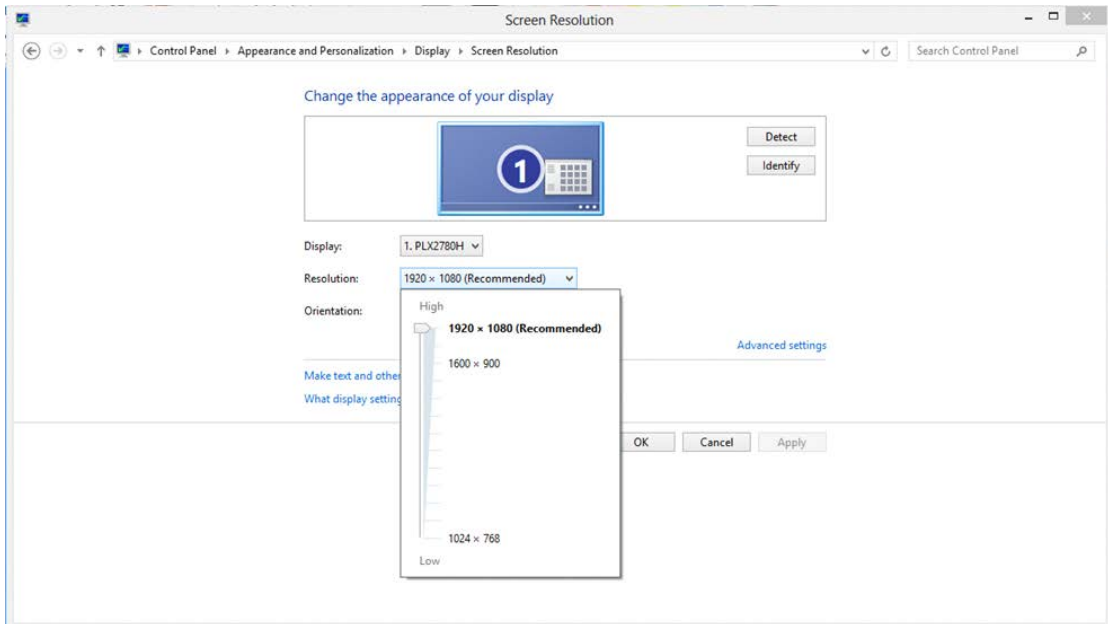 Screen Resolution
Control Panel Appearance and Personalization Display Screen Resolution
Search Control Panel
Change the appearance of your display
1
Detect
Identify
Display: 1. PLX2780H
Resolution: 1920 × 1080 (Recommended)
Orientation:
High
1920 × 1080 (Recommended)
1600 × 900
1024 × 768
Low
Advanced settings
Make text and other
What display setting
OK Cancel Apply